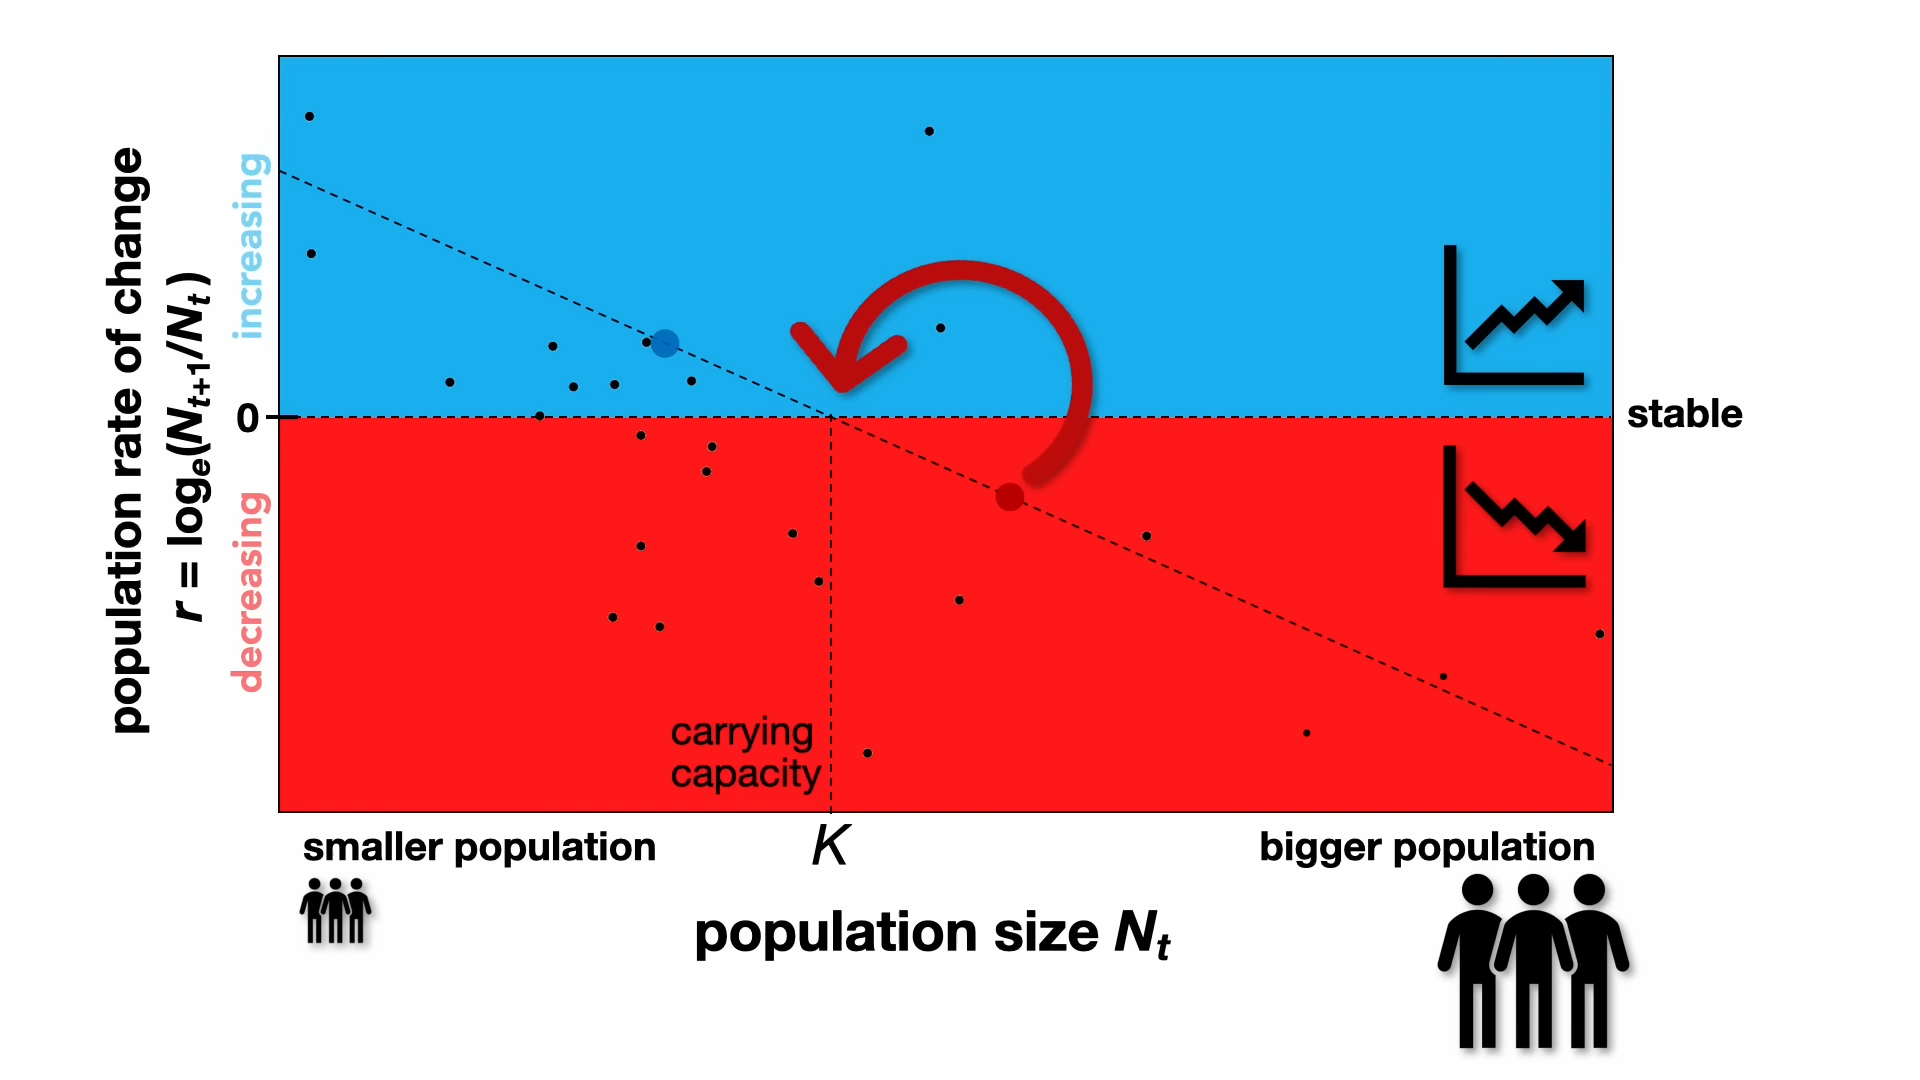 population rate of change
r = logₑ(Nₜ₊₁/Nₜ)
increasing
0
decreasing
stable
carrying
capacity
smaller population
K
bigger population
population size Nₜ